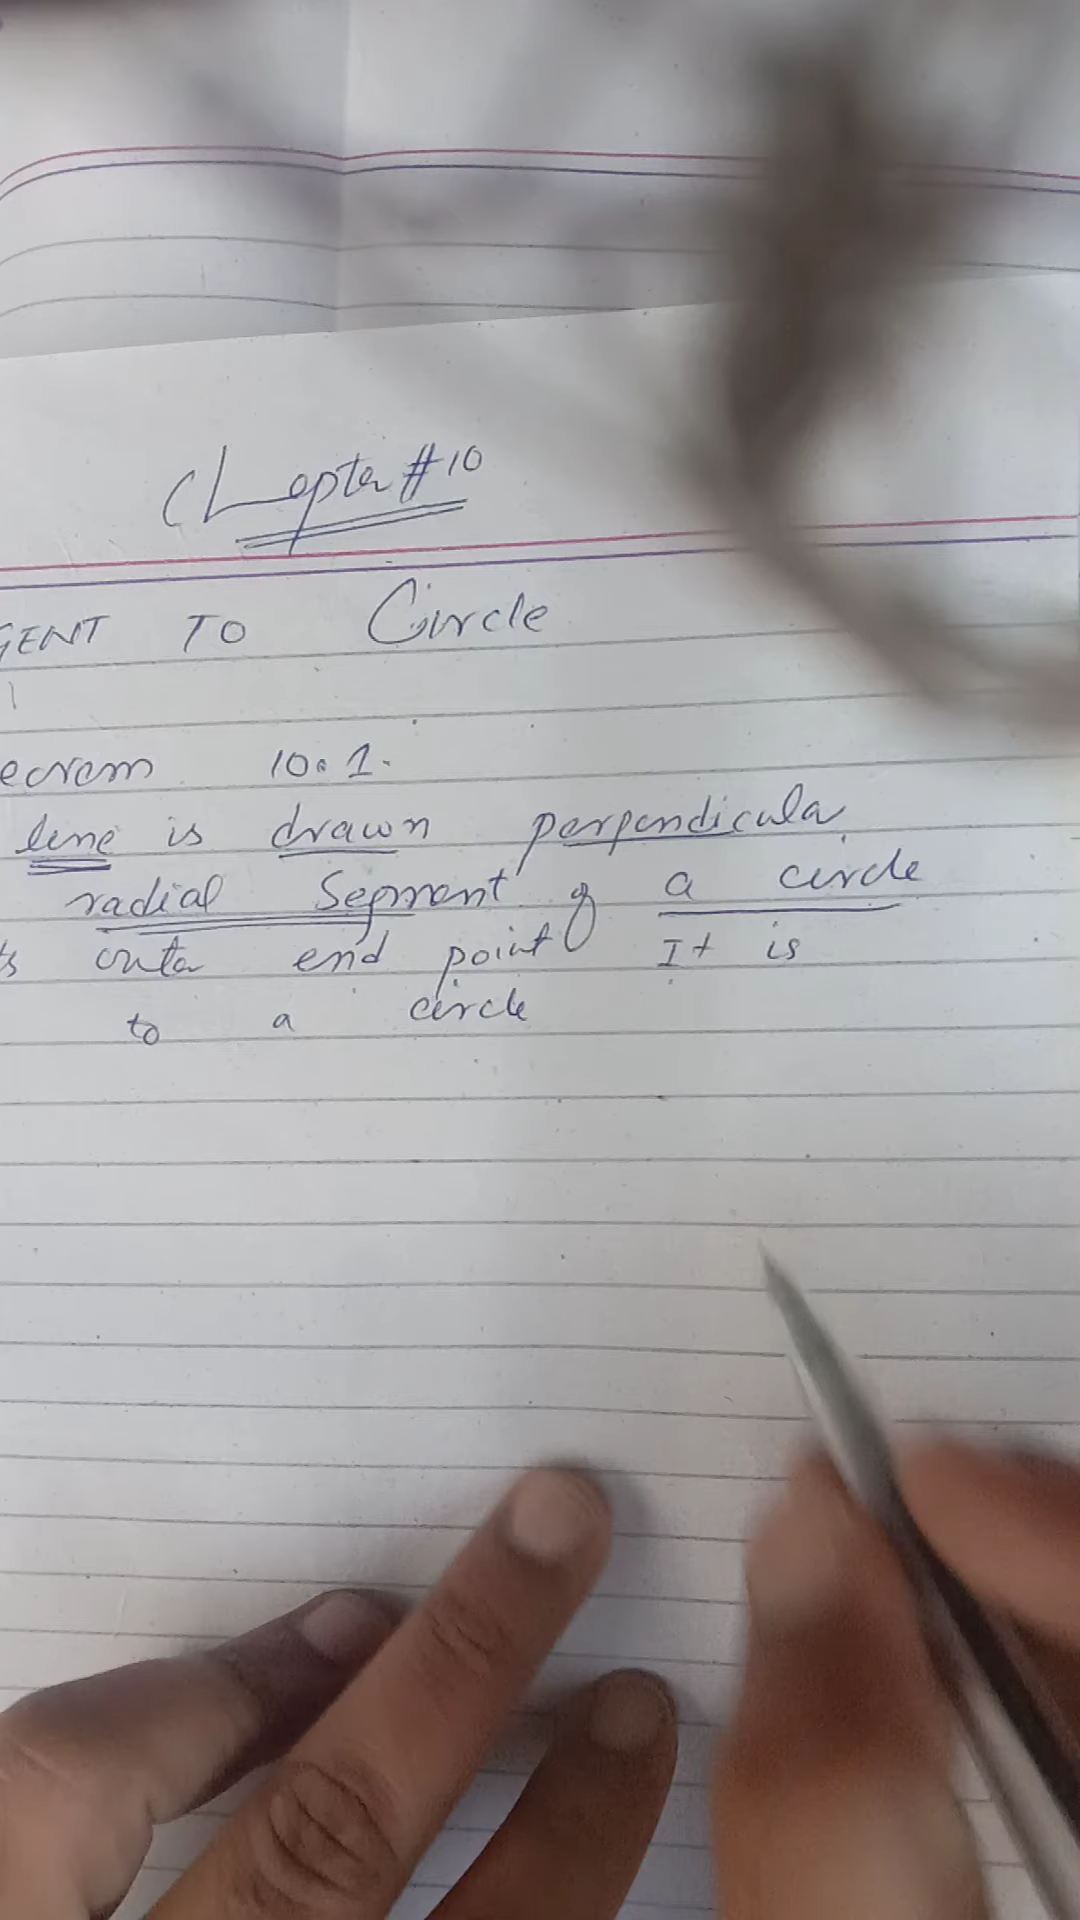 Chapter #10
GENT TO Circle
eorem 10.1.
line is drawn perpendicular
radial Segment of a circle
ts outer end point It is
to a circle